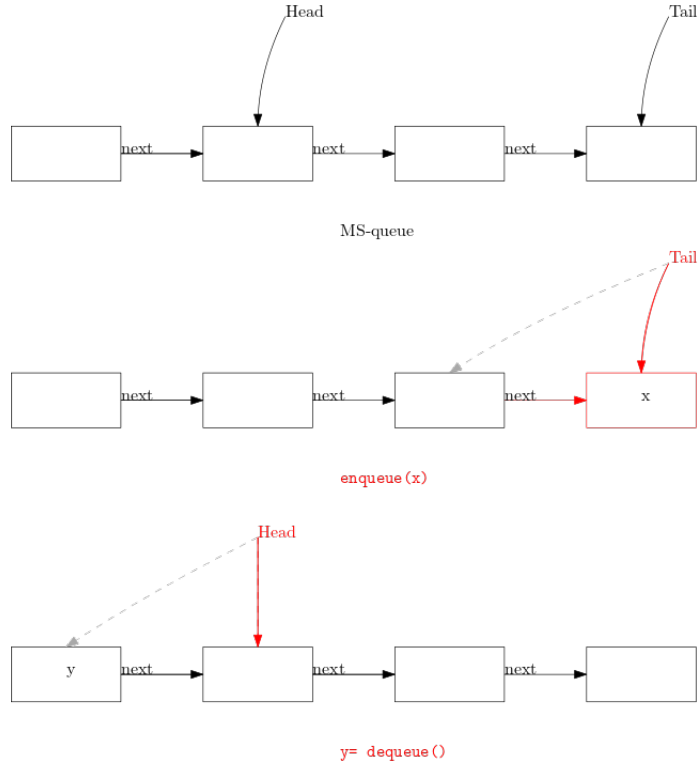 Head Tail
next next next
MS-queue
Tail
next next next
x
enqueue(x)
Head
y next next next
y= dequeue()